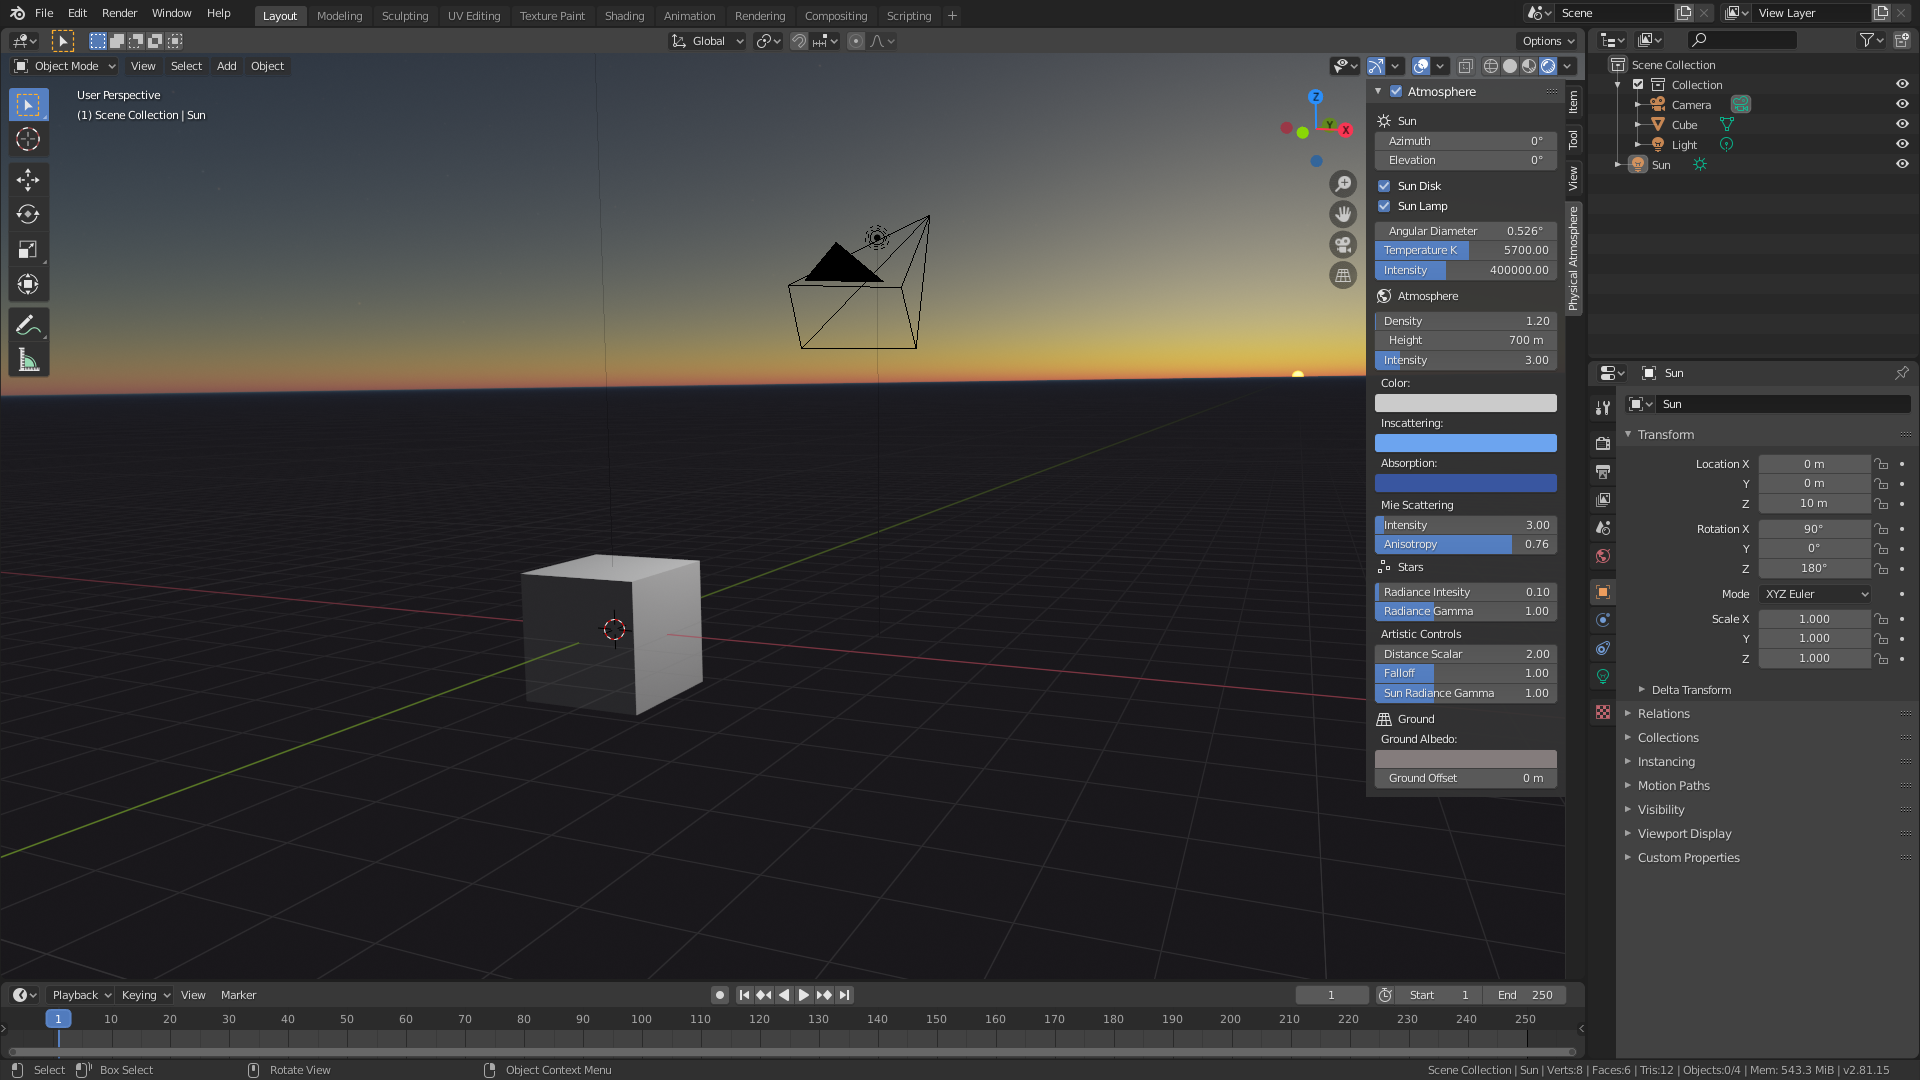 File Edit Render Window Help Layout Modeling Sculpting UV Editing Texture Paint Shading Animation Rendering Compositing Scripting + Scene View Layer
Global Options
Object Mode View Select Add Object
User Perspective
(1) Scene Collection | Sun
Z
Y
X
Atmosphere
Sun
Azimuth 0°
Elevation 0°
Sun Disk
Sun Lamp
Angular Diameter 0.526°
Temperature K 5700.00
Intensity 400000.00
Atmosphere
Density 1.20
Height 700 m
Intensity 3.00
Color:
Inscattering:
Absorption:
Mie Scattering
Intensity 3.00
Anisotropy 0.76
Stars
Radiance Intesity 0.10
Radiance Gamma 1.00
Artistic Controls
Distance Scalar 2.00
Falloff 1.00
Sun Radiance Gamma 1.00
Ground
Ground Albedo:
Ground Offset 0 m
Item
Tool
View
Physical Atmosphere
Scene Collection
Collection
Camera
Cube
Light
Sun
Sun
Sun
Transform
Location X 0 m
Y 0 m
Z 10 m
Rotation X 90°
Y 0°
Z 180°
Mode XYZ Euler
Scale X 1.000
Y 1.000
Z 1.000
Delta Transform
Relations
Collections
Instancing
Motion Paths
Visibility
Viewport Display
Custom Properties
Playback Keying View Marker 1 Start 1 End 250
1 10 20 30 40 50 60 70 80 90 100 110 120 130 140 150 160 170 180 190 200 210 220 230 240 250
Select Box Select Rotate View Object Context Menu Scene Collection | Sun | Verts:8 | Faces:6 | Tris:12 | Objects:0/4 | Mem: 543.3 MiB | v2.81.15